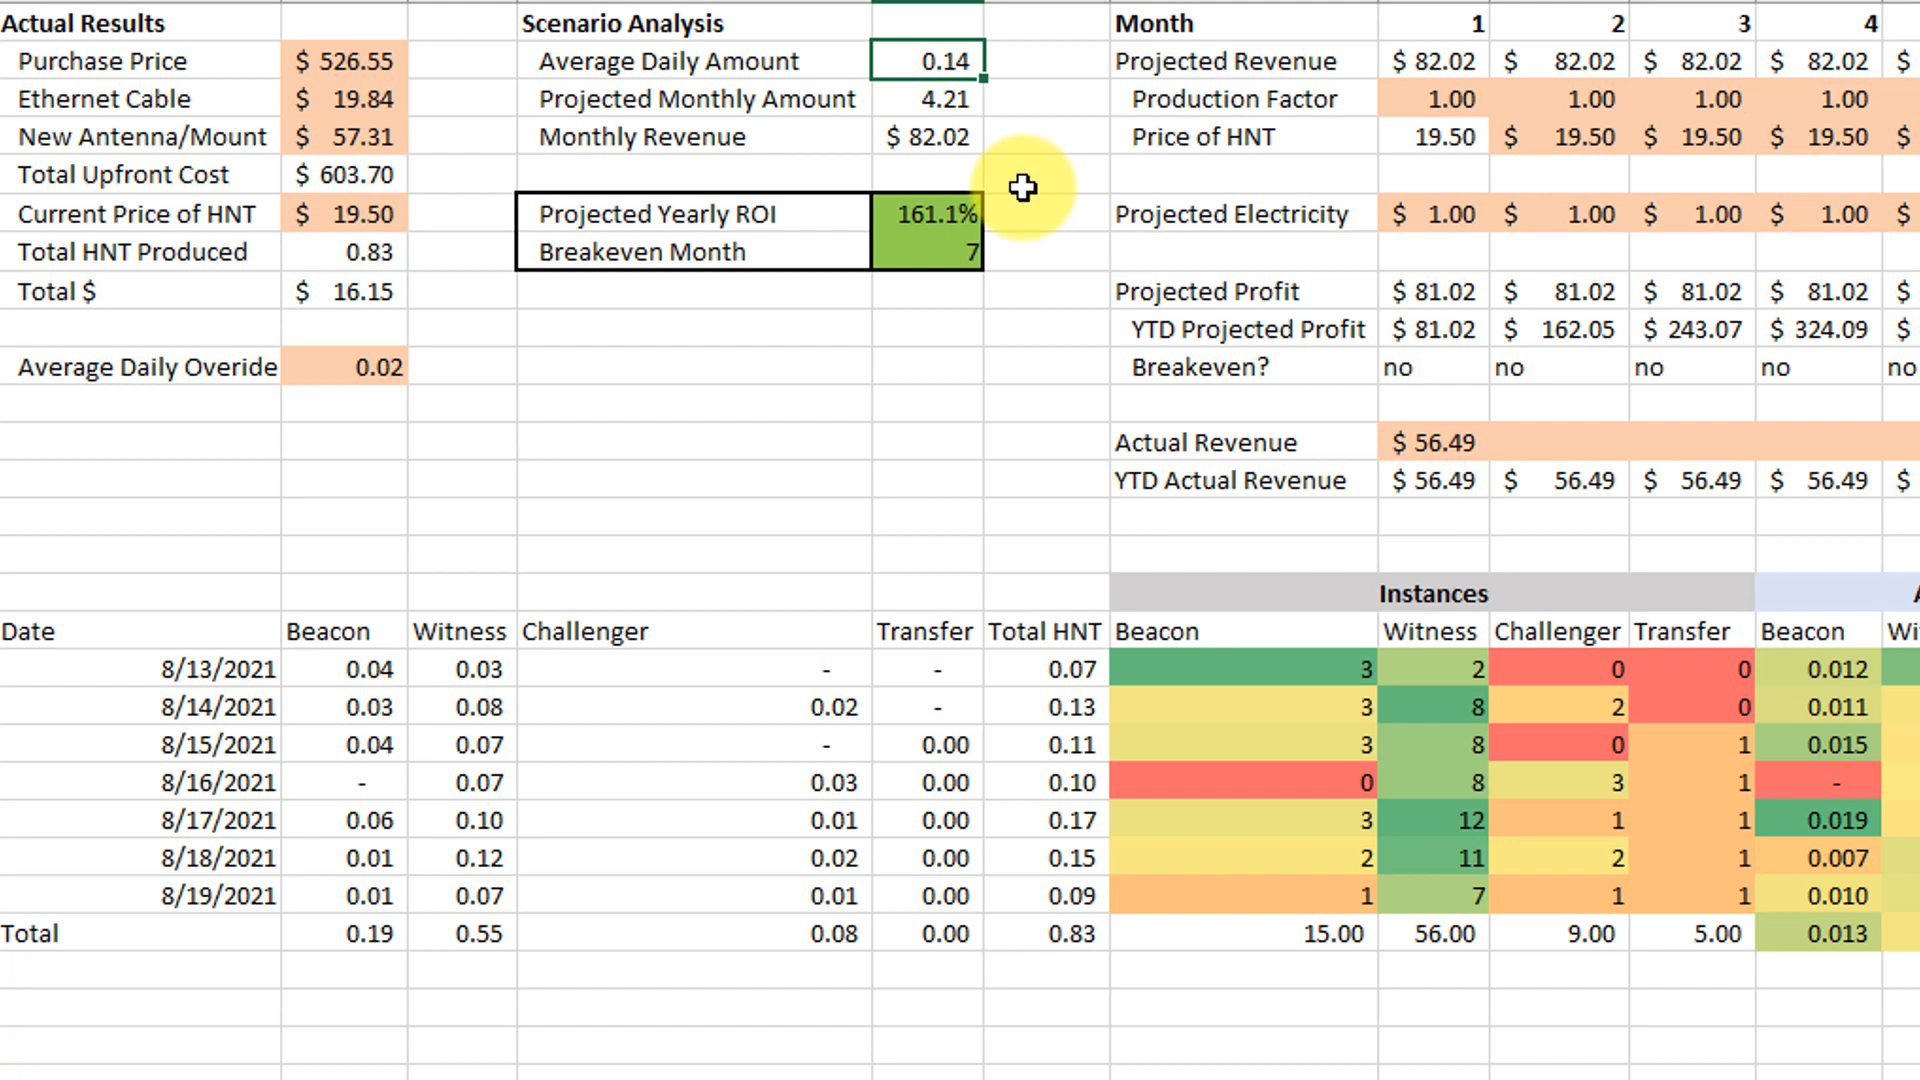 Actual Results Scenario Analysis Month 1 2 3 4
Purchase Price $ 526.55 Average Daily Amount 0.14 Projected Revenue $ 82.02 $ 82.02 $ 82.02 $ 82.02 $
Ethernet Cable $ 19.84 Projected Monthly Amount 4.21 Production Factor 1.00 1.00 1.00 1.00
New Antenna/Mount $ 57.31 Monthly Revenue $ 82.02 Price of HNT 19.50 $ 19.50 $ 19.50 $ 19.50 $
Total Upfront Cost $ 603.70
Current Price of HNT $ 19.50 Projected Yearly ROI 161.1% Projected Electricity $ 1.00 $ 1.00 $ 1.00 $ 1.00 $
Total HNT Produced 0.83 Breakeven Month 7
Total $ $ 16.15 Projected Profit $ 81.02 $ 81.02 $ 81.02 $ 81.02 $
YTD Projected Profit $ 81.02 $ 162.05 $ 243.07 $ 324.09 $
Average Daily Overide 0.02 Breakeven? no no no no no
Actual Revenue $ 56.49
YTD Actual Revenue $ 56.49 $ 56.49 $ 56.49 $ 56.49 $
Instances
Date Beacon Witness Challenger Transfer Total HNT Beacon Witness Challenger Transfer Beacon Wi
8/13/2021 0.04 0.03 - - 0.07 3 2 0 0 0.012
8/14/2021 0.03 0.08 0.02 - 0.13 3 8 2 0 0.011
8/15/2021 0.04 0.07 - 0.00 0.11 3 8 0 1 0.015
8/16/2021 - 0.07 0.03 0.00 0.10 0 8 3 1 -
8/17/2021 0.06 0.10 0.01 0.00 0.17 3 12 1 1 0.019
8/18/2021 0.01 0.12 0.02 0.00 0.15 2 11 2 1 0.007
8/19/2021 0.01 0.07 0.01 0.00 0.09 1 7 1 1 0.010
Total 0.19 0.55 0.08 0.00 0.83 15.00 56.00 9.00 5.00 0.013